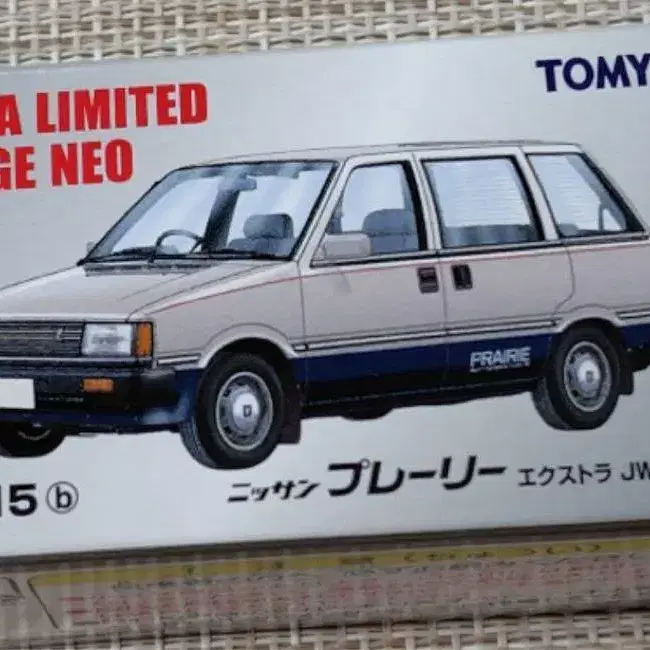 A LIMITED
GE NEO
TOMY
PRAIRIE
15 ⓑ
ニッサン プレーリー エクストラ JW